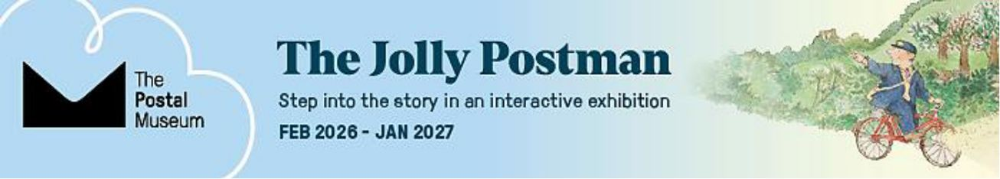 The
Postal
Museum
The Jolly Postman
Step into the story in an interactive exhibition
FEB 2026 - JAN 2027